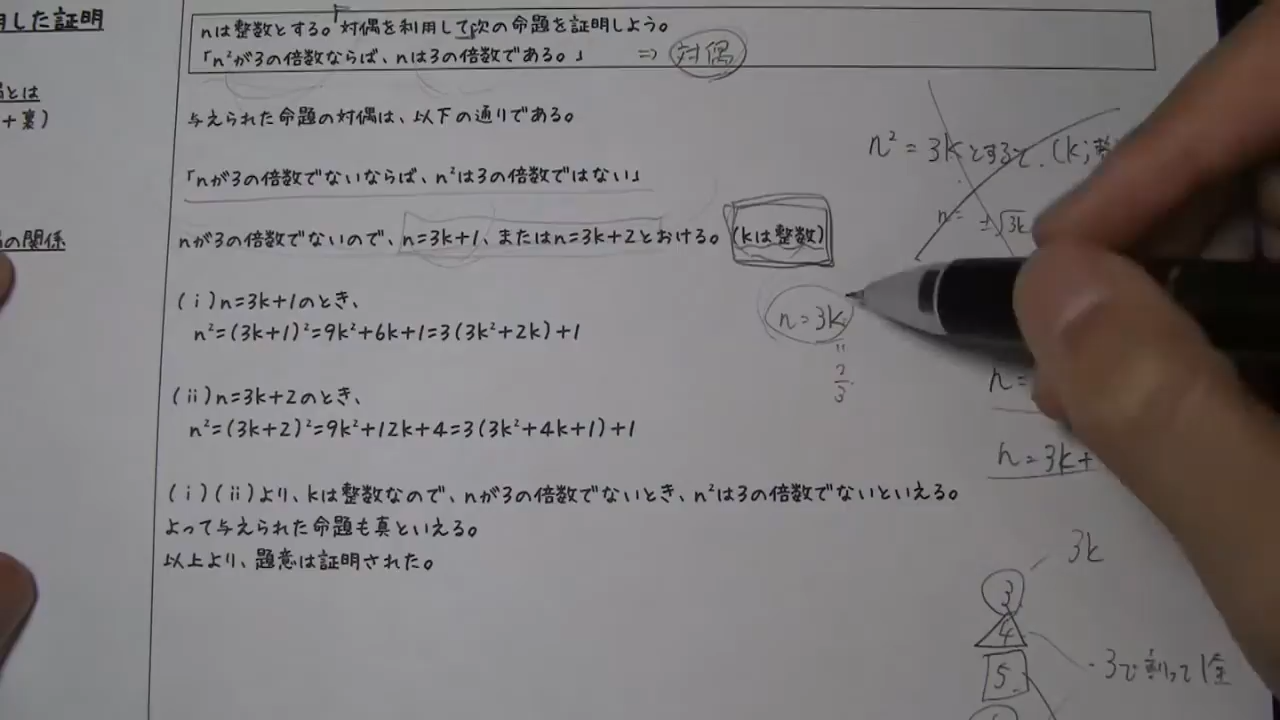 用した証明
とは
+裏)
の関係
nは整数とする。対偶を利用して次の命題を証明しよう。
「n²が3の倍数ならば、nは3の倍数である。」 ⇒ 対偶
与えられた命題の対偶は、以下の通りである。
「nが3の倍数でないならば、n²は3の倍数ではない」
nが3の倍数でないので、n=3k+1、またはn=3k+2とおける。(kは整数)
(i)n=3k+1のとき、
n²=(3k+1)²=9k²+6k+1=3(3k²+2k)+1
(ii)n=3k+2のとき、
n²=(3k+2)²=9k²+12k+4=3(3k²+4k+1)+1
(i)(ii)より、kは整数なので、nが3の倍数でないとき、n²は3の倍数でないといえる。
よって与えられた命題も真といえる。
以上より、題意は証明された。
n² = 3kとすると、(k;整
n = ±√3k
n = 3k
n =
n = 3k+
3k
3
4
5
・3で割って1余